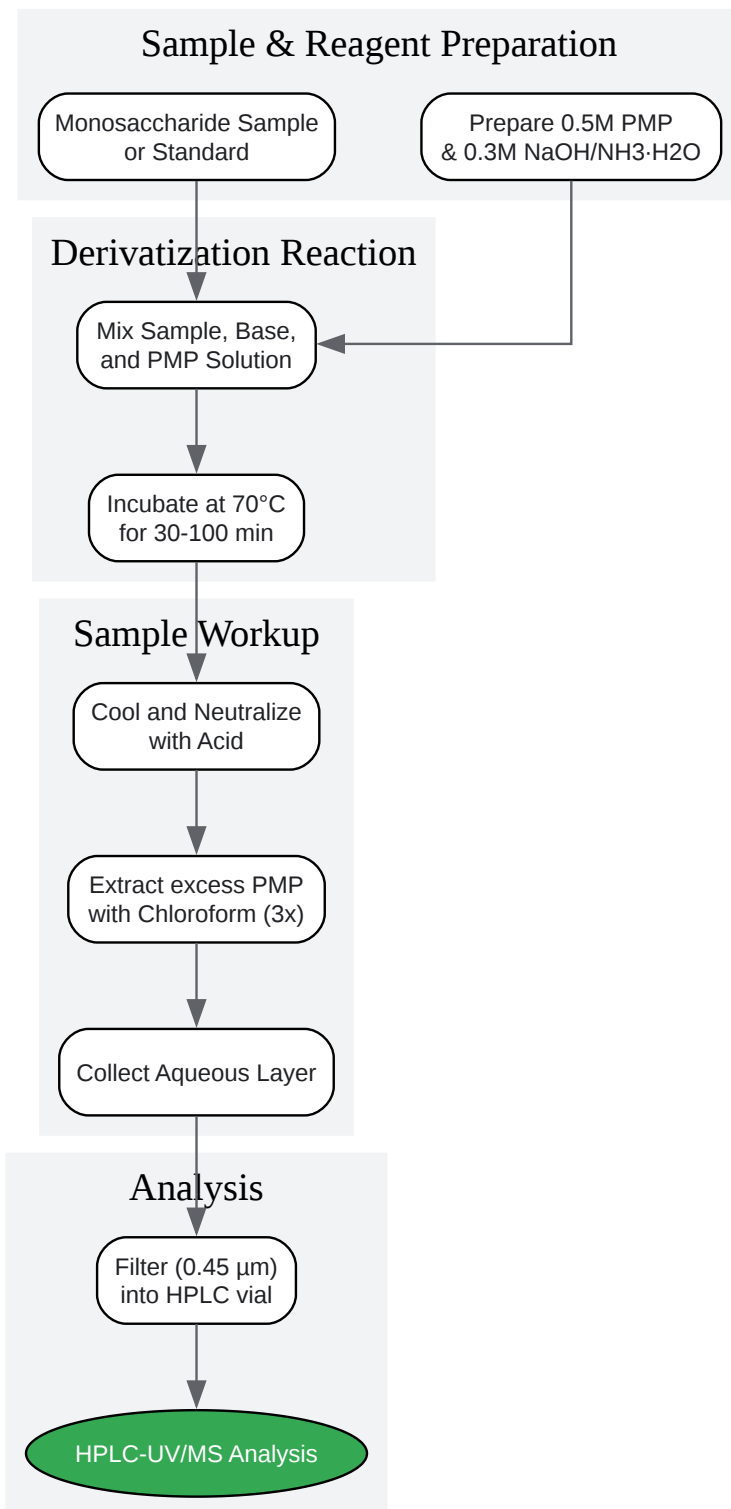 Sample & Reagent Preparation
Monosaccharide Sample
or Standard
Prepare 0.5M PMP
& 0.3M NaOH/NH3·H2O
Derivatization Reaction
Mix Sample, Base,
and PMP Solution
Incubate at 70°C
for 30-100 min
Sample Workup
Cool and Neutralize
with Acid
Extract excess PMP
with Chloroform (3x)
Collect Aqueous Layer
Analysis
Filter (0.45 µm)
into HPLC vial
HPLC-UV/MS Analysis